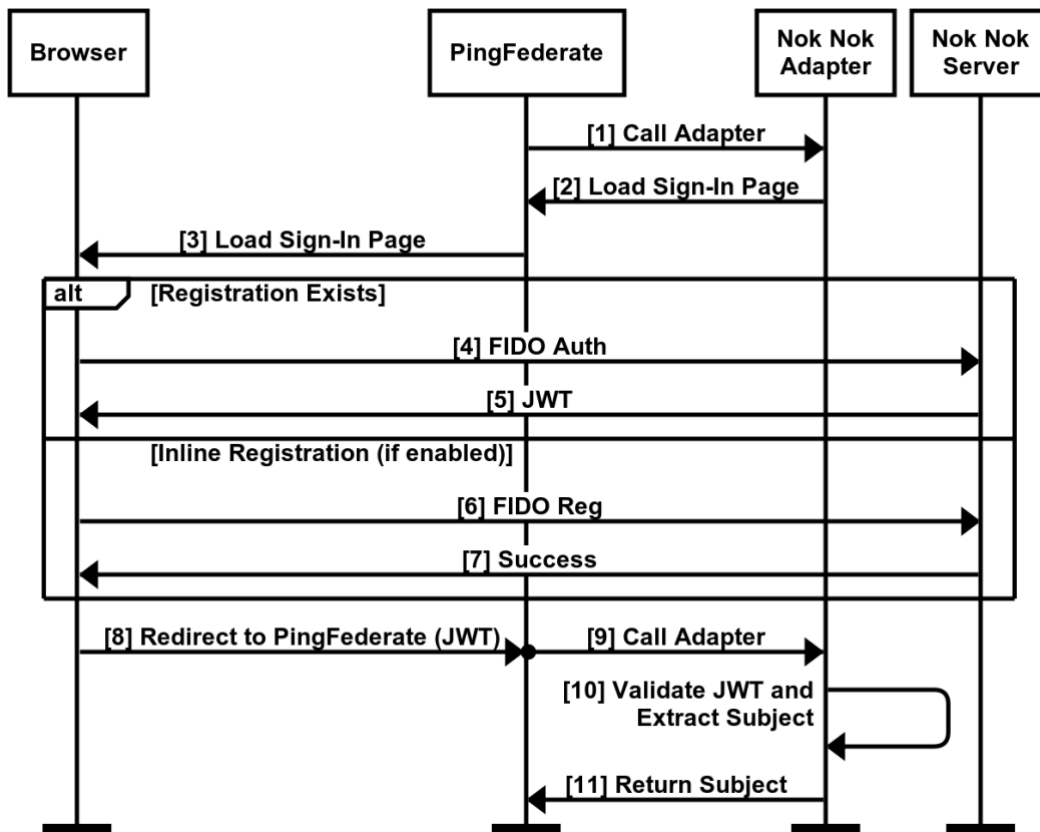 Browser
PingFederate
Nok Nok
Adapter
Nok Nok
Server
[1] Call Adapter
[2] Load Sign-In Page
[3] Load Sign-In Page
alt
[Registration Exists]
[4] FIDO Auth
[5] JWT
[Inline Registration (if enabled)]
[6] FIDO Reg
[7] Success
[8] Redirect to PingFederate (JWT)
[9] Call Adapter
[10] Validate JWT and
Extract Subject
[11] Return Subject